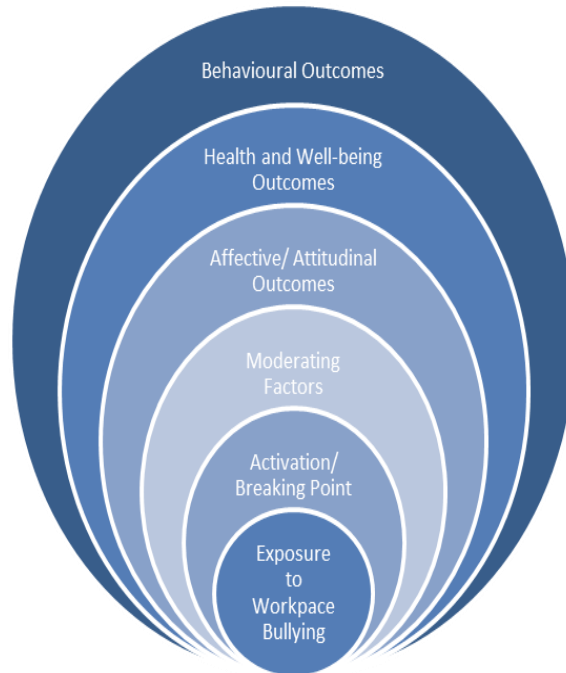 Behavioural Outcomes
Health and Well-being
Outcomes
Affective/ Attitudinal
Outcomes
Moderating
Factors
Activation/
Breaking Point
Exposure
to
Workpace
Bullying